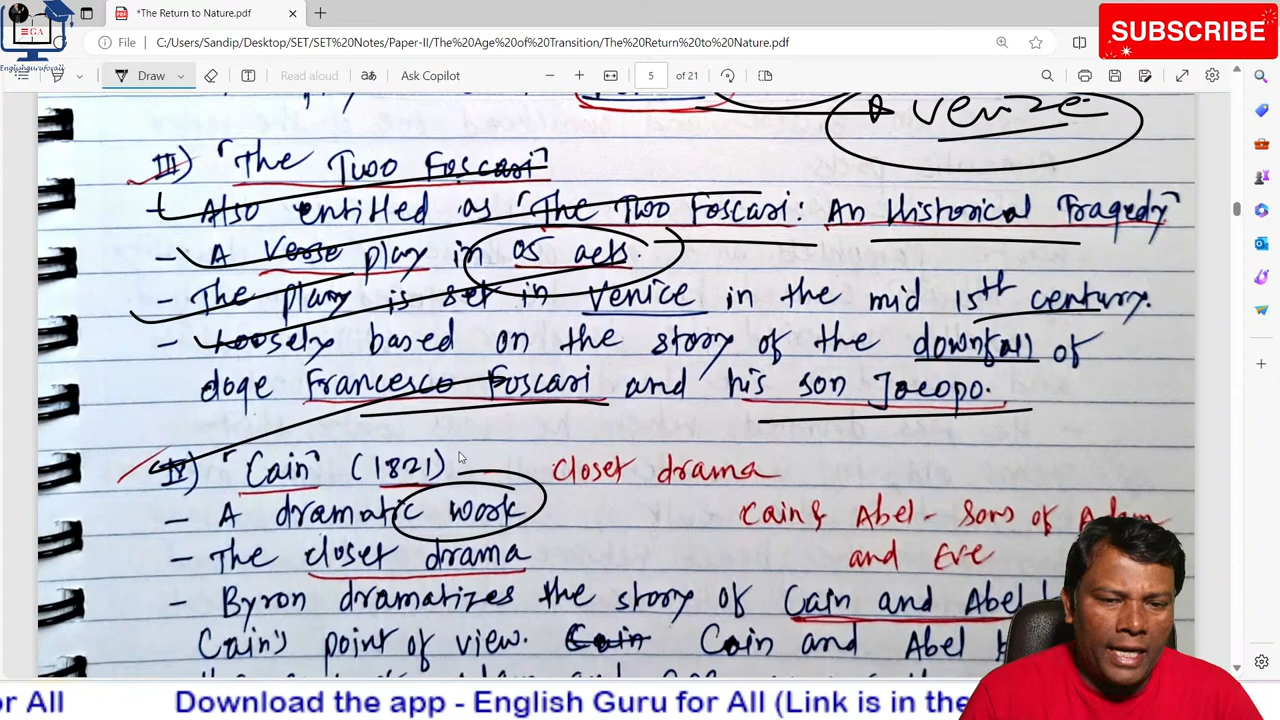 *The Return to Nature.pdf
SUBSCRIBE
EGA
Englishguruforall
File C:/Users/Sandip/Desktop/SET/SET%20Notes/Paper-II/The%20Age%20of%20Transition/The%20Return%20to%20Nature.pdf
Draw Read aloud Ask Copilot 5 of 21
Venize
III) "The Two Foscari"
Also entitled as "The Two Foscari: An Historical Tragedy"
- A verse play in 05 acts.
- The play is set in Venice in the mid 15th century.
- Loosely based on the story of the downfall of
doge Francesco Foscari and his son Jacopo.
IV) "Cain" (1821) closet drama
- A dramatic work Cain & Abel - Sons of Adam
- The closet drama and Eve
- Byron dramatizes the story of Cain and Abel
Cain's point of view. Cain Cain and Abel
or All Download the app - English Guru for All (Link is in the